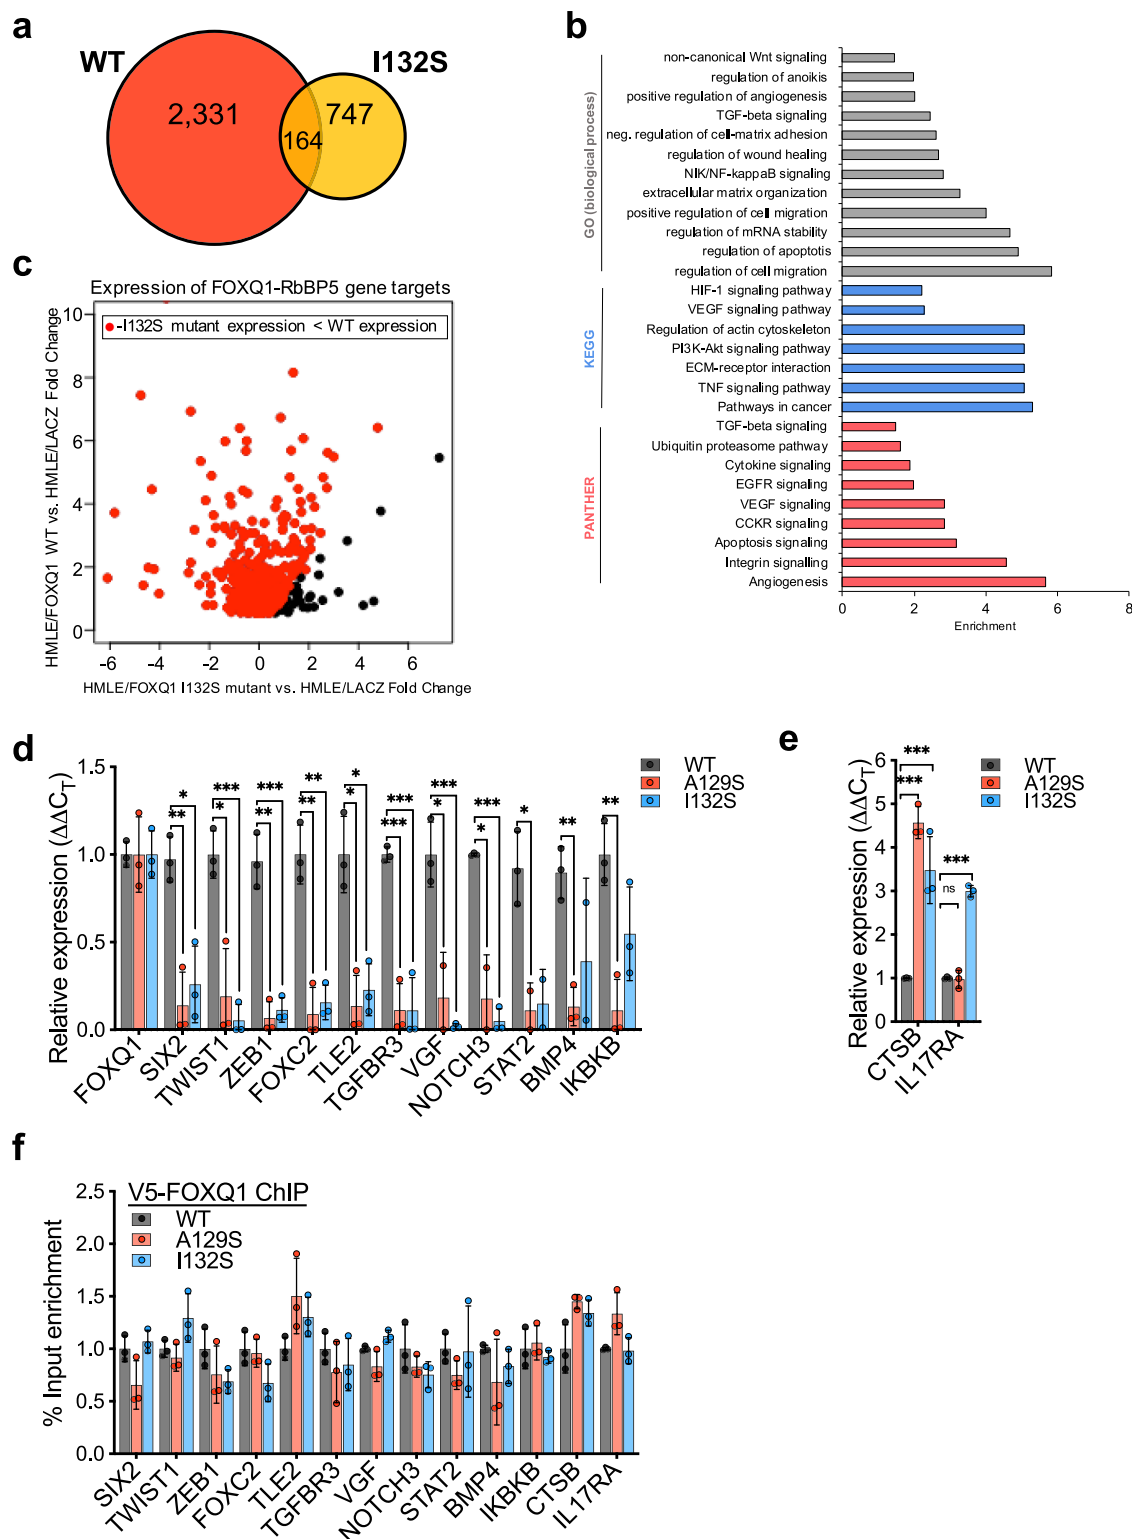 a
WT
I132S
2,331
164
747
b
GO (biological process)
non-canonical Wnt signaling
regulation of anoikis
positive regulation of angiogenesis
TGF-beta signaling
neg. regulation of cell-matrix adhesion
regulation of wound healing
NIK/NF-kappaB signaling
extracellular matrix organization
positive regulation of cell migration
regulation of mRNA stability
regulation of apoptotis
regulation of cell migration
KEGG
HIF-1 signaling pathway
VEGF signaling pathway
Regulation of actin cytoskeleton
PI3K-Akt signaling pathway
ECM-receptor interaction
TNF signaling pathway
Pathways in cancer
PANTHER
TGF-beta signaling
Ubiquitin proteasome pathway
Cytokine signaling
EGFR signaling
VEGF signaling
CCKR signaling
Apoptosis signaling
Integrin signalling
Angiogenesis
0 2 4 6 8
Enrichment
c
Expression of FOXQ1-RbBP5 gene targets
-I132S mutant expression < WT expression
HMLE/FOXQ1 WT vs. HMLE/LACZ Fold Change
10
8
6
4
2
0
-6 -4 -2 0 2 4 6
HMLE/FOXQ1 I132S mutant vs. HMLE/LACZ Fold Change
d
Relative expression (ΔΔCT)
1.5
1.0
0.5
0.0
WT
A129S
I132S
** *
* ***
** ***
** **
* *
*** ***
* ***
* ***
*
**
**
FOXQ1 SIX2 TWIST1 ZEB1 FOXC2 TLE2 TGFBR3 VGF NOTCH3 STAT2 BMP4 IKBKB
e
Relative expression (ΔΔCT)
6
5
4
3
2
1
0
WT
A129S
I132S
***
***
***
ns
CTSB IL17RA
f
V5-FOXQ1 ChIP
WT
A129S
I132S
% Input enrichment
2.5
2.0
1.5
1.0
0.5
0.0
SIX2 TWIST1 ZEB1 FOXC2 TLE2 TGFBR3 VGF NOTCH3 STAT2 BMP4 IKBKB CTSB IL17RA